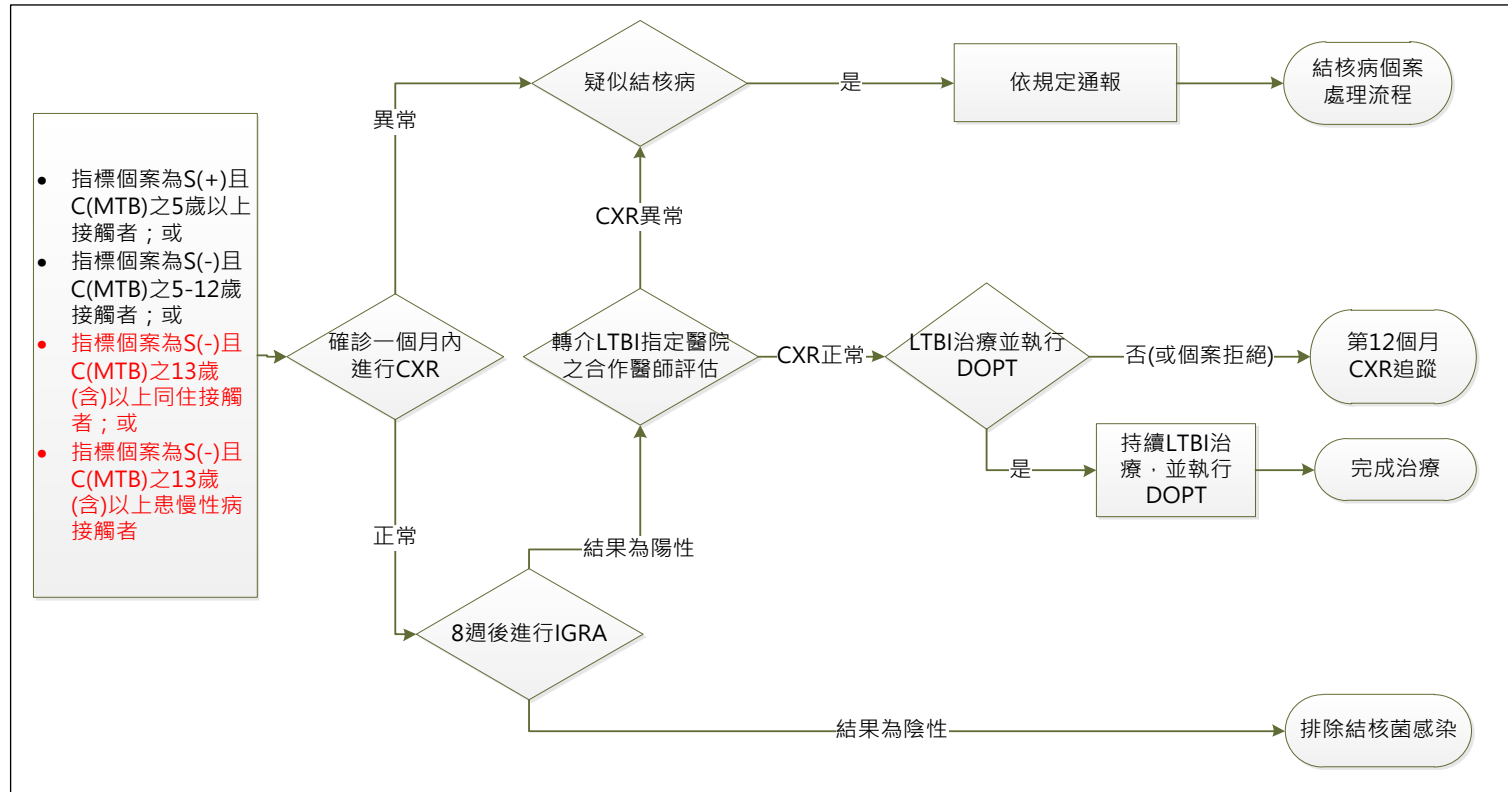 • 指標個案為S(+)且
C(MTB)之5歲以上
接觸者；或
• 指標個案為S(-)且
C(MTB)之5-12歲
接觸者；或
• 指標個案為S(-)且
C(MTB)之13歲
(含)以上同住接觸
者；或
• 指標個案為S(-)且
C(MTB)之13歲
(含)以上患慢性病
接觸者
確診一個月內
進行CXR
異常
疑似結核病
是
依規定通報
結核病個案
處理流程
正常
8週後進行IGRA
結果為陽性
轉介LTBI指定醫院
之合作醫師評估
CXR異常
CXR正常
LTBI治療並執行
DOPT
否(或個案拒絕)
第12個月
CXR追蹤
是
持續LTBI治
療，並執行
DOPT
完成治療
結果為陰性
排除結核菌感染